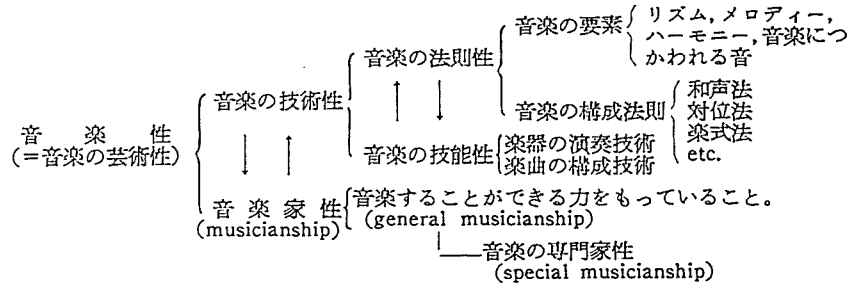 音楽性
(=音楽の芸術性)
音楽の技術性
音楽の法則性
音楽の要素
リズム,メロディー,
ハーモニー,音楽につ
かわれる音
音楽の構成法則
和声法
対位法
楽式法
etc.
音楽の技能性
楽器の演奏技術
楽曲の構成技術
音楽家性
(musicianship)
音楽することができる力をもっていること。
(general musicianship)
音楽の専門家性
(special musicianship)